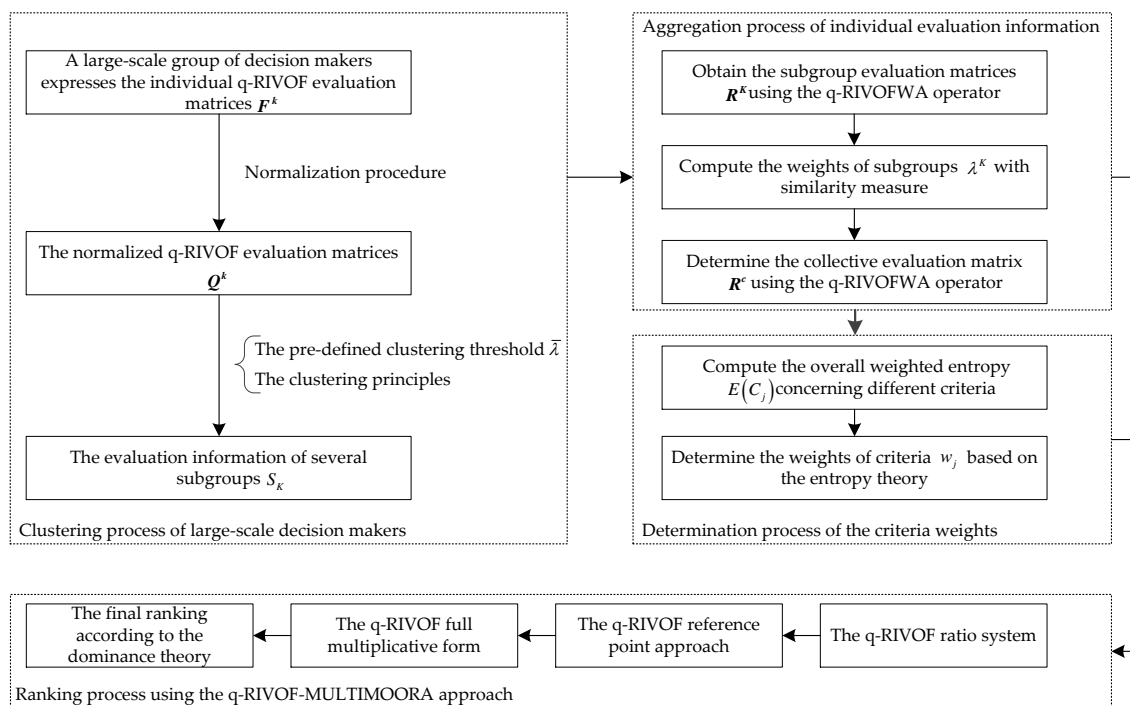 A large-scale group of decision makers
expresses the individual q-RIVOF evaluation
matrices F^k
Normalization procedure
The normalized q-RIVOF evaluation matrices
Q^k
The pre-defined clustering threshold λ̅
The clustering principles
The evaluation information of several
subgroups S_K
Clustering process of large-scale decision makers
Aggregation process of individual evaluation information
Obtain the subgroup evaluation matrices
R^K using the q-RIVOFWA operator
Compute the weights of subgroups λ^K with
similarity measure
Determine the collective evaluation matrix
R^c using the q-RIVOFWA operator
Compute the overall weighted entropy
E(C_j) concerning different criteria
Determine the weights of criteria w_j based on
the entropy theory
Determination process of the criteria weights
The final ranking
according to the
dominance theory
The q-RIVOF full
multiplicative form
The q-RIVOF reference
point approach
The q-RIVOF ratio system
Ranking process using the q-RIVOF-MULTIMOORA approach